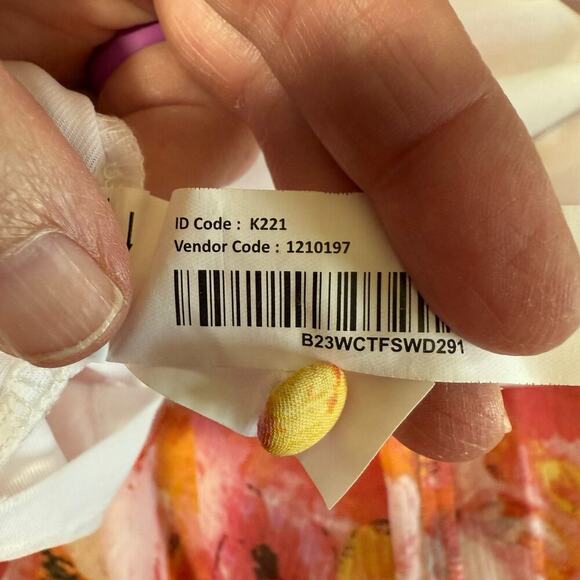 ID Code : K221
Vendor Code : 1210197
B23WCTFSWD291